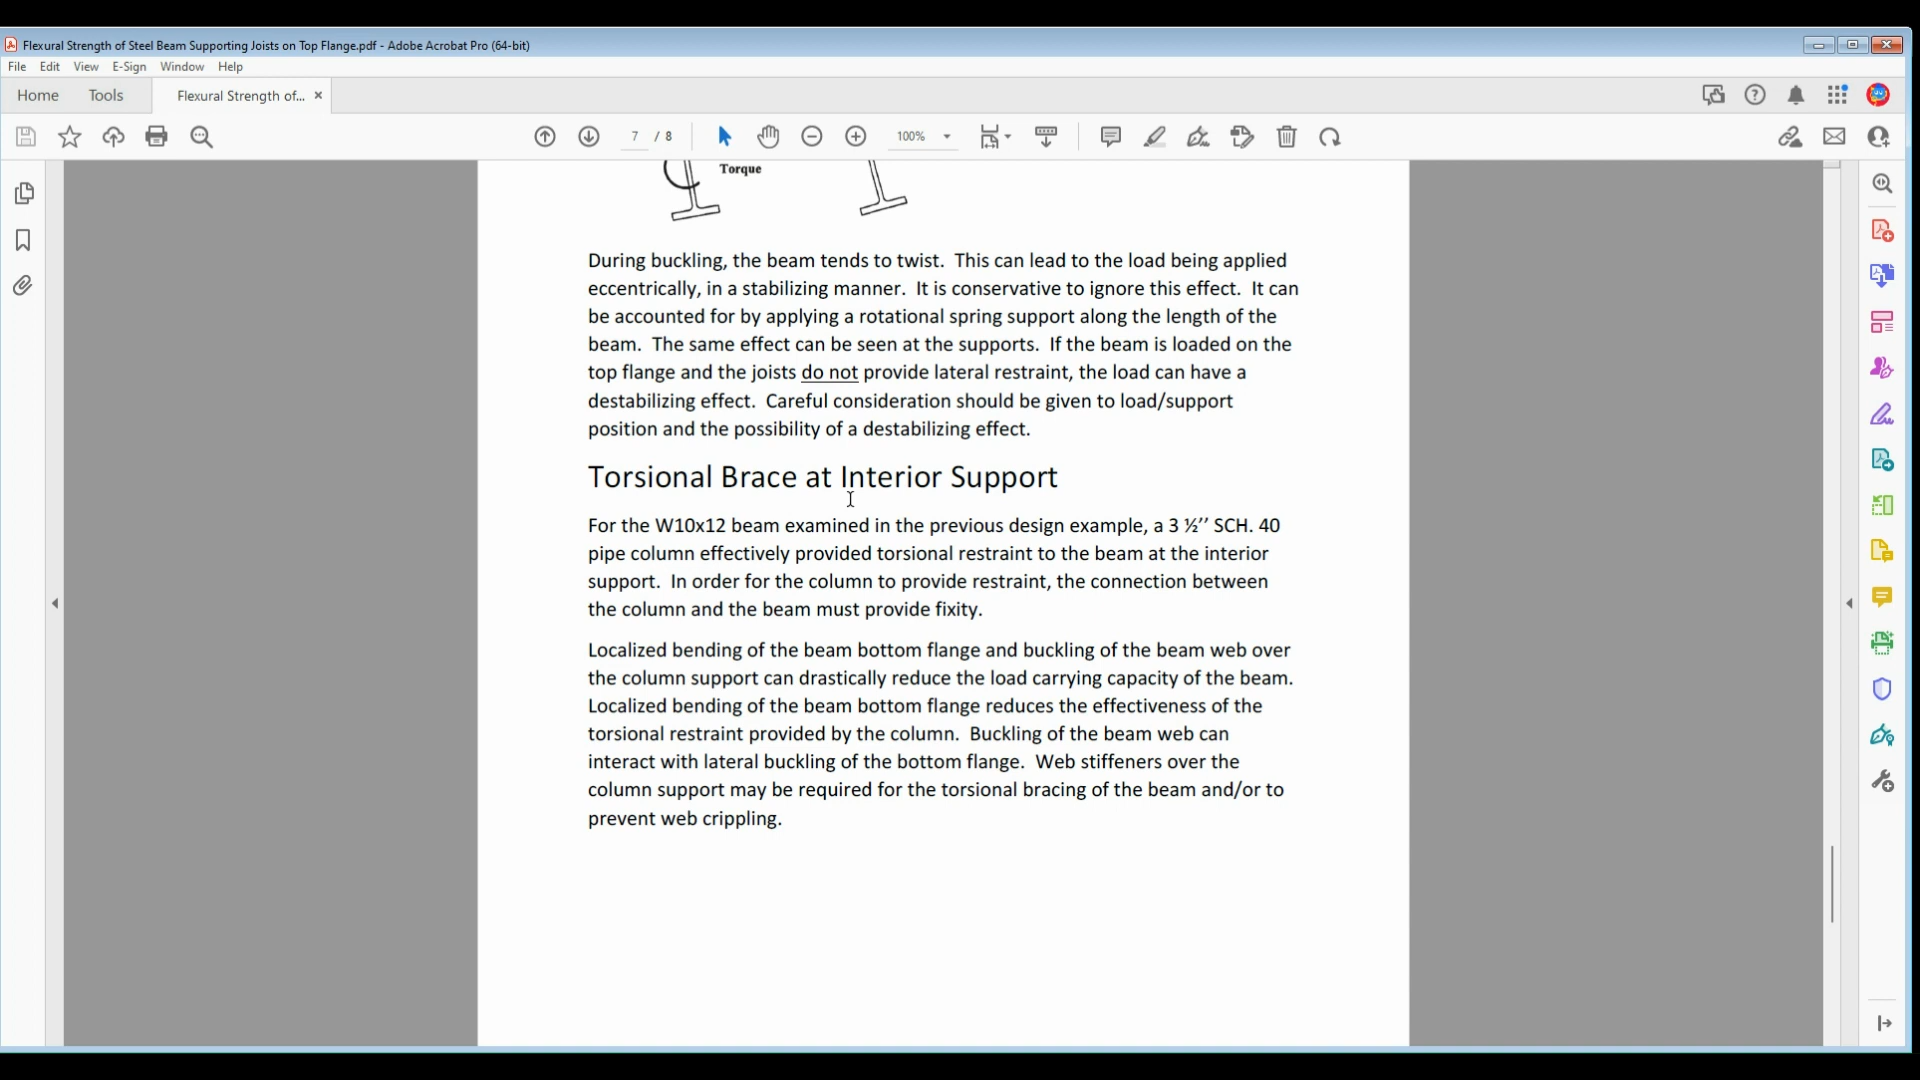 Flexural Strength of Steel Beam Supporting Joists on Top Flange.pdf - Adobe Acrobat Pro (64-bit)
File Edit View E-Sign Window Help
Home Tools Flexural Strength of... ×
7 / 8 100%
Torque
During buckling, the beam tends to twist. This can lead to the load being applied
eccentrically, in a stabilizing manner. It is conservative to ignore this effect. It can
be accounted for by applying a rotational spring support along the length of the
beam. The same effect can be seen at the supports. If the beam is loaded on the
top flange and the joists do not provide lateral restraint, the load can have a
destabilizing effect. Careful consideration should be given to load/support
position and the possibility of a destabilizing effect.
Torsional Brace at Interior Support
For the W10x12 beam examined in the previous design example, a 3 ½’’ SCH. 40
pipe column effectively provided torsional restraint to the beam at the interior
support. In order for the column to provide restraint, the connection between
the column and the beam must provide fixity.
Localized bending of the beam bottom flange and buckling of the beam web over
the column support can drastically reduce the load carrying capacity of the beam.
Localized bending of the beam bottom flange reduces the effectiveness of the
torsional restraint provided by the column. Buckling of the beam web can
interact with lateral buckling of the bottom flange. Web stiffeners over the
column support may be required for the torsional bracing of the beam and/or to
prevent web crippling.